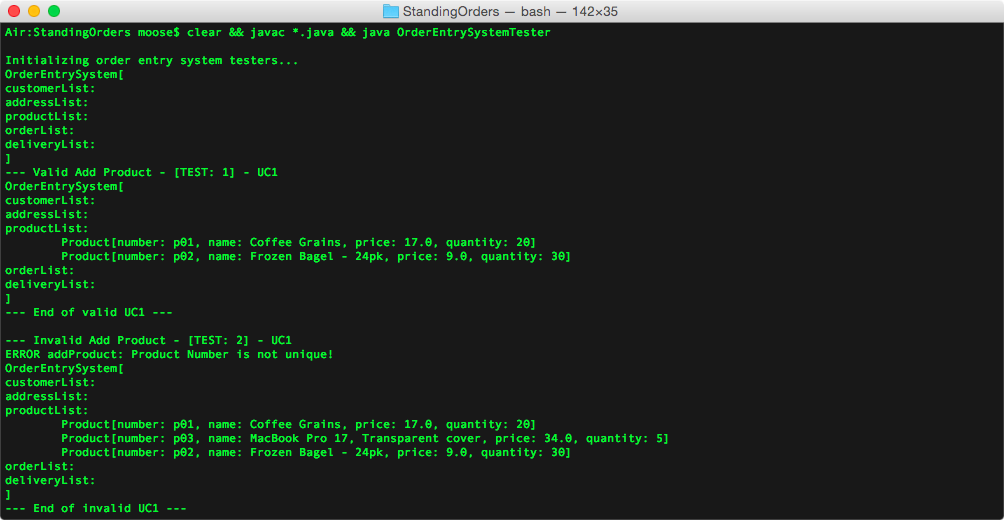 StandingOrders — bash — 142×35
Air:StandingOrders moose$ clear && javac *.java && java OrderEntrySystemTester
Initializing order entry system testers...
OrderEntrySystem[
customerList:
addressList:
productList:
orderList:
deliveryList:
]
--- Valid Add Product - [TEST: 1] - UC1
OrderEntrySystem[
customerList:
addressList:
productList:
Product[number: p01, name: Coffee Grains, price: 17.0, quantity: 20]
Product[number: p02, name: Frozen Bagel - 24pk, price: 9.0, quantity: 30]
orderList:
deliveryList:
]
--- End of valid UC1 ---
--- Invalid Add Product - [TEST: 2] - UC1
ERROR addProduct: Product Number is not unique!
OrderEntrySystem[
customerList:
addressList:
productList:
Product[number: p01, name: Coffee Grains, price: 17.0, quantity: 20]
Product[number: p03, name: MacBook Pro 17, Transparent cover, price: 34.0, quantity: 5]
Product[number: p02, name: Frozen Bagel - 24pk, price: 9.0, quantity: 30]
orderList:
deliveryList:
]
--- End of invalid UC1 ---